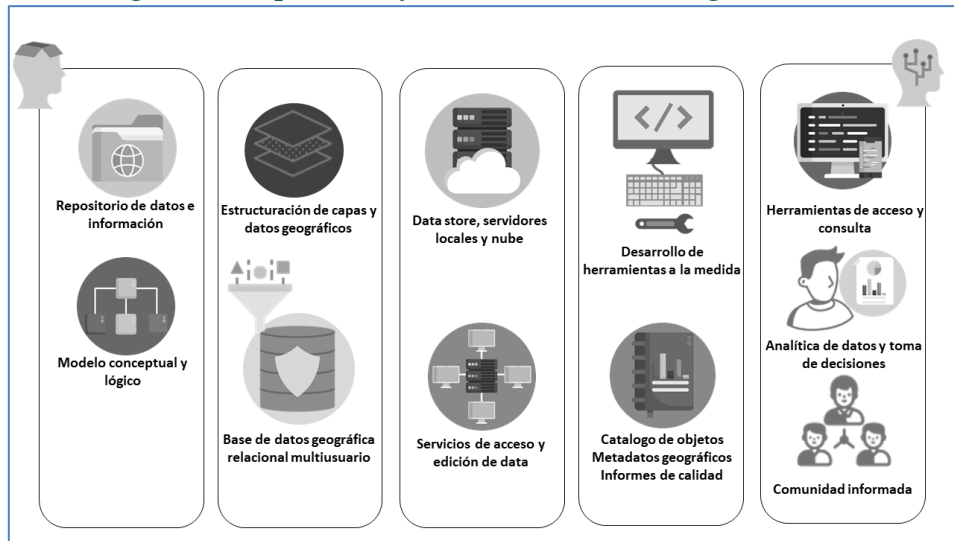 Repositorio de datos e
información
Modelo conceptual y
lógico
Estructuración de capas y
datos geográficos
Base de datos geográfica
relacional multiusuario
Data store, servidores
locales y nube
Servicios de acceso y
edición de data
Desarrollo de
herramientas a la medida
Catalogo de objetos
Metadatos geográficos
Informes de calidad
Herramientas de acceso y
consulta
Analítica de datos y toma
de decisiones
Comunidad informada